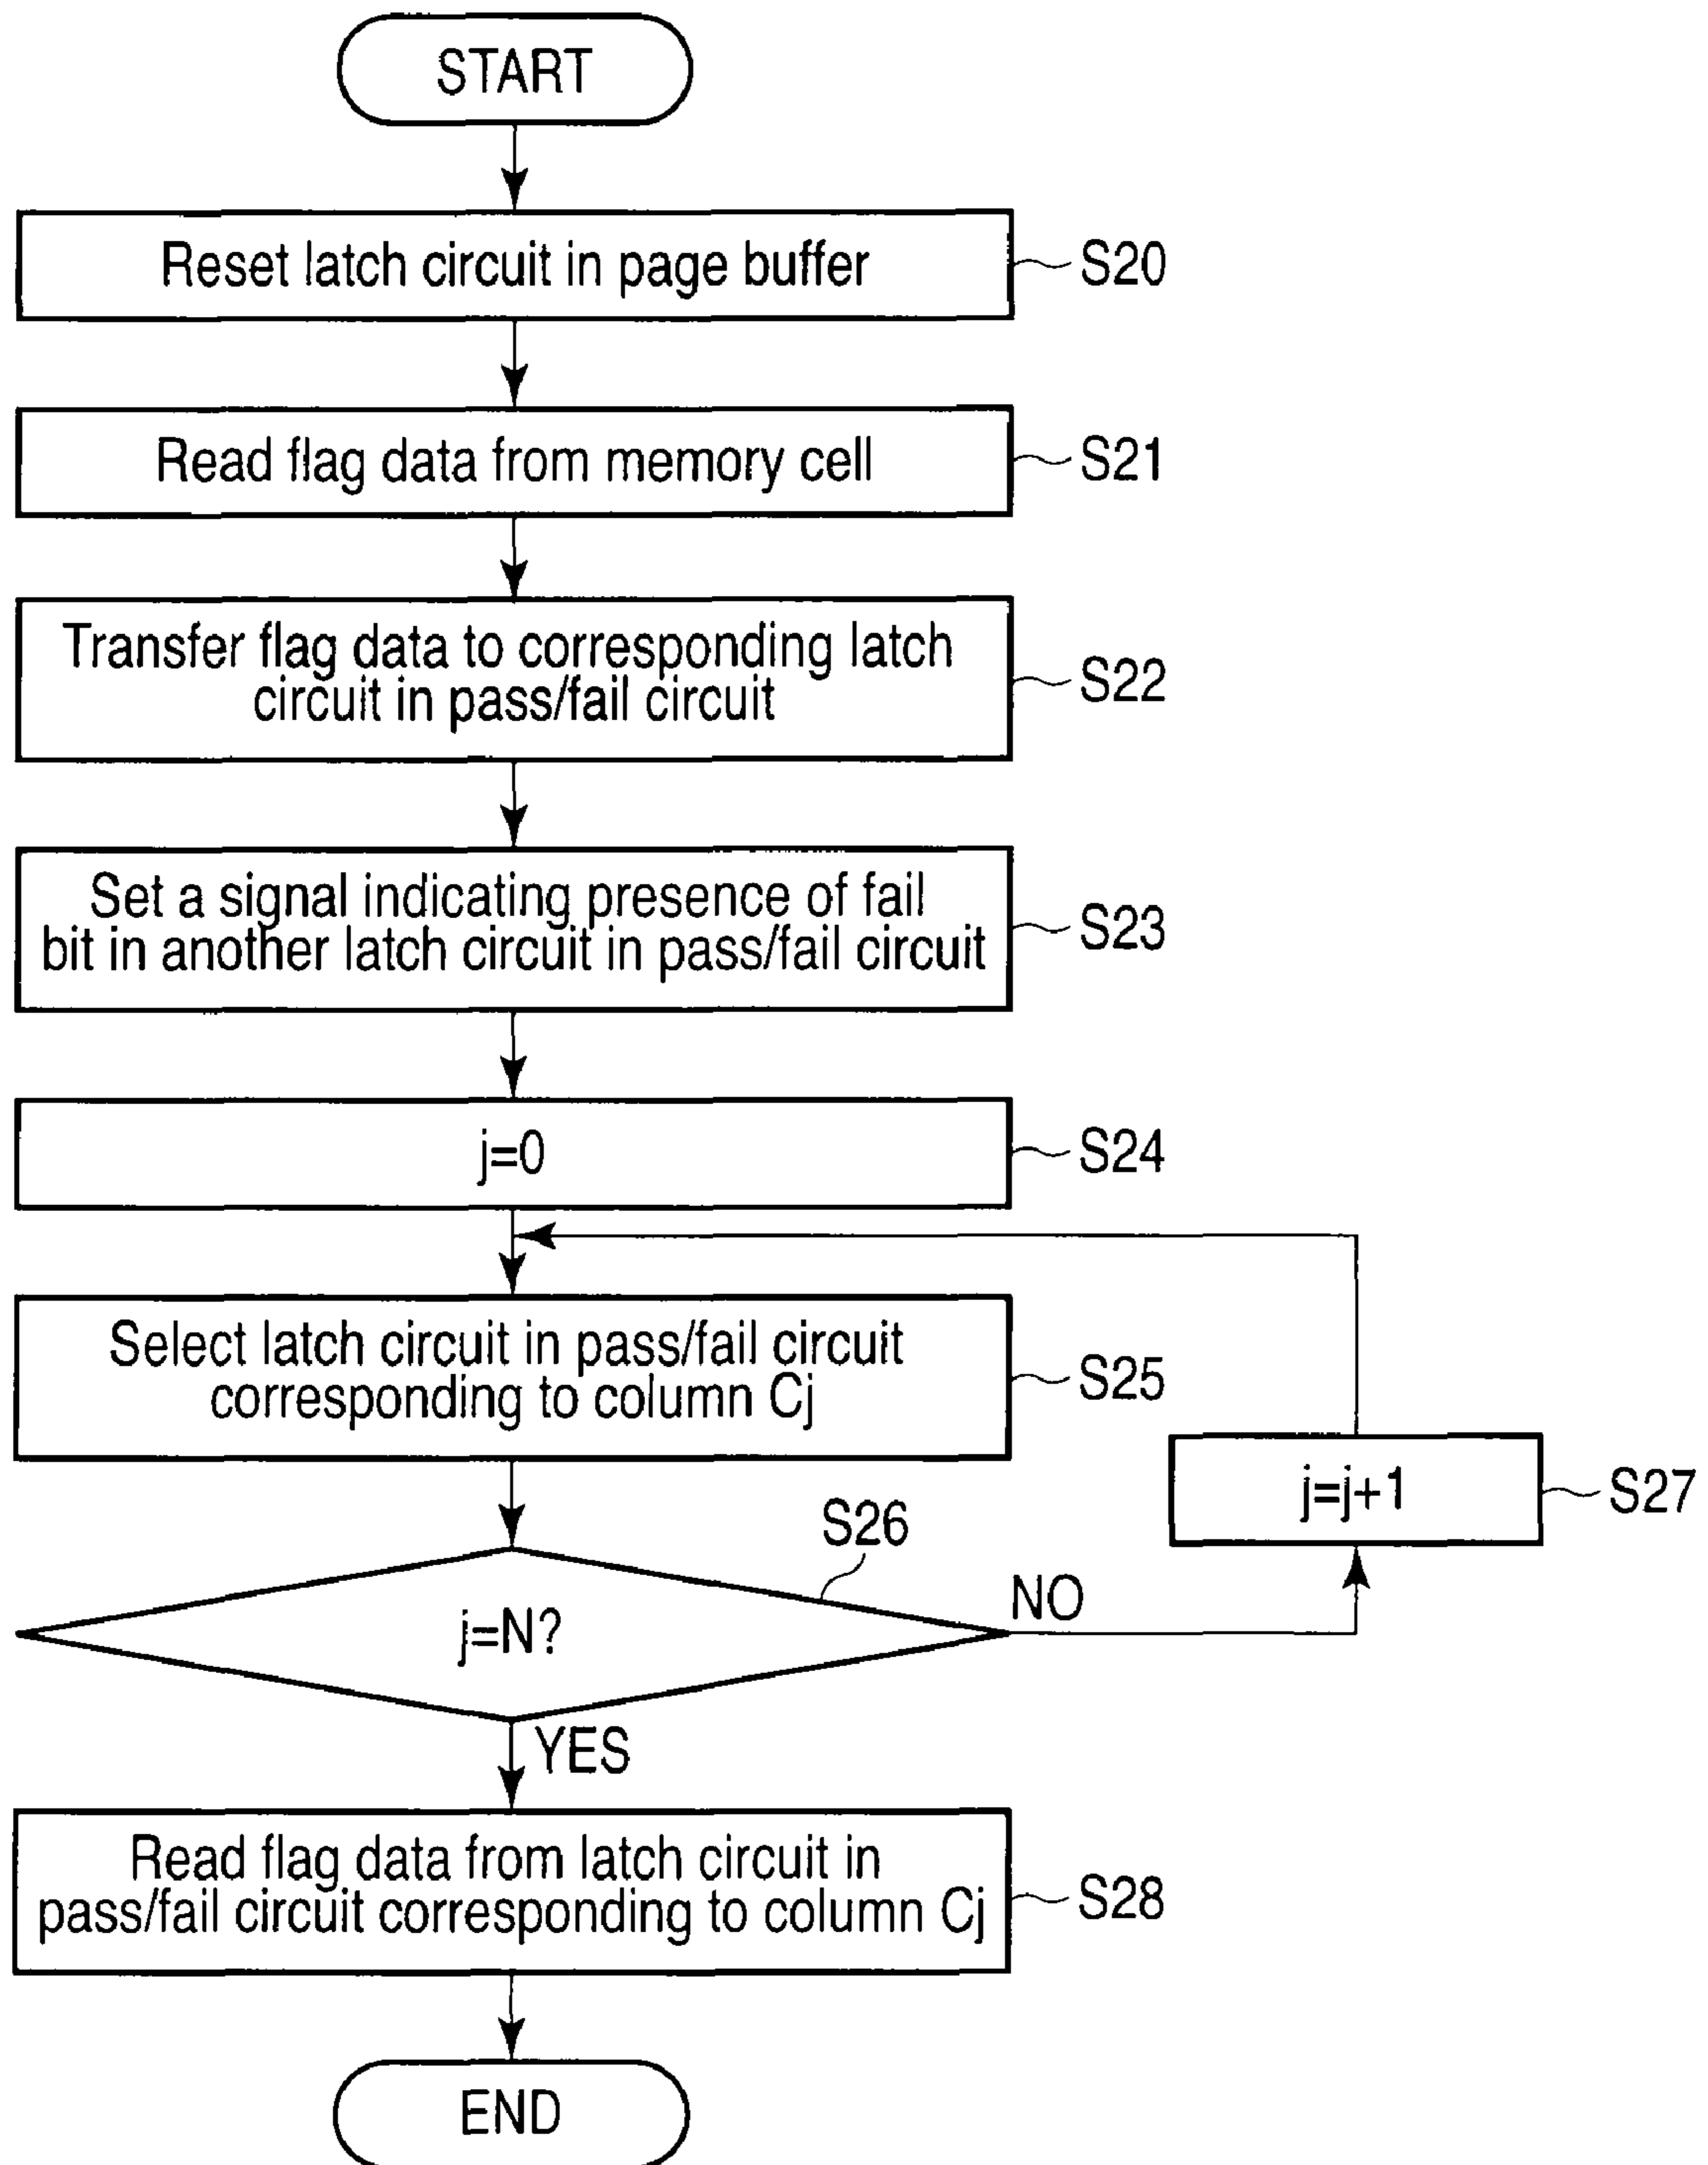 START
Reset latch circuit in page buffer
S20
Read flag data from memory cell
S21
Transfer flag data to corresponding latch
circuit in pass/fail circuit
S22
Set a signal indicating presence of fail
bit in another latch circuit in pass/fail circuit
S23
j=0
S24
Select latch circuit in pass/fail circuit
corresponding to column Cj
S25
j=j+1
S27
S26
j=N?
NO
YES
Read flag data from latch circuit in
pass/fail circuit corresponding to column Cj
S28
END